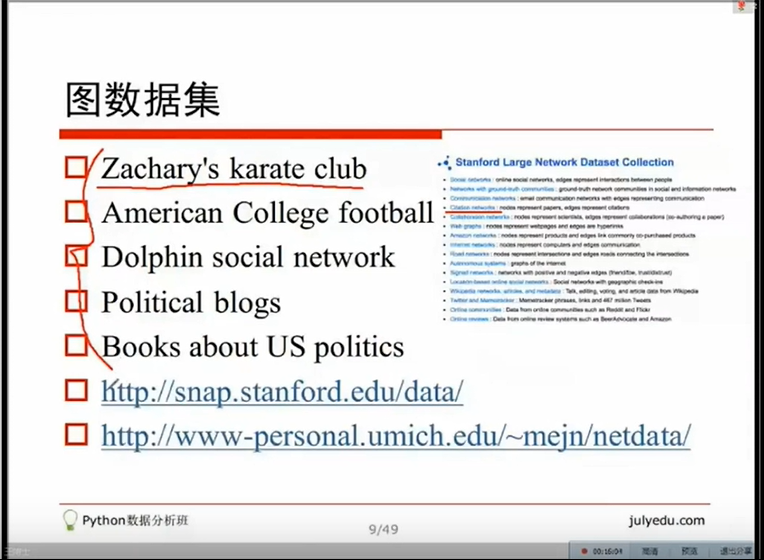 图数据集
Zachary's karate club
American College football
Dolphin social network
Political blogs
Books about US politics
http://snap.stanford.edu/data/
http://www-personal.umich.edu/~mejn/netdata/
Stanford Large Network Dataset Collection
Social networks : online social networks, edges represent interactions between people
Networks with ground-truth communities : ground-truth network communities in social and information networks
Communication networks : email communication networks with edges representing communication
Citation networks : nodes represent papers, edges represent citations
Collaboration networks : nodes represent scientists, edges represent collaborations (co-authoring a paper)
Web graphs : nodes represent webpages and edges are hyperlinks
Amazon networks : nodes represent products and edges link commonly co-purchased products
Internet networks : nodes represent computers and edges communication
Road networks : nodes represent intersections and edges roads connecting the intersections
Autonomous systems : graphs of the internet
Signed networks : networks with positive and negative edges (friend/foe, trust/distrust)
Location-based online social networks : Social networks with geographic check-ins
Wikipedia networks, articles, and metadata : Talk, editing, voting, and article data from Wikipedia
Twitter and Memetracker : Memetracker phrases, links and 467 million Tweets
Online communities : Data from online communities such as Reddit and Flickr
Online reviews : Data from online review systems such as BeerAdvocate and Amazon
Python数据分析班
9/49
julyedu.com
00:16:04 高清 预览 退出分享